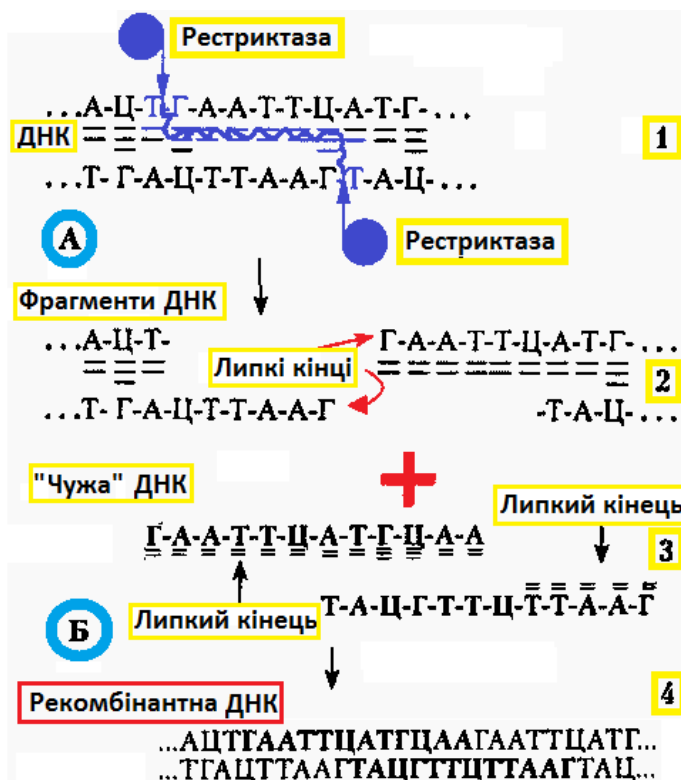 Рестриктаза
...А-Ц-Т-Г-А-А-Т-Т-Ц-А-Т-Г-...
ДНК
1
...Т-Г-А-Ц-Т-Т-А-А-Г-Т-А-Ц-...
А
Рестриктаза
Фрагменти ДНК
...А-Ц-Т-
Г-А-А-Т-Т-Ц-А-Т-Г-...
Липкі кінці
2
...Т-Г-А-Ц-Т-Т-А-А-Г
-Т-А-Ц-...
"Чужа" ДНК
+
Липкий кінець
Г-А-А-Т-Т-Ц-А-Т-Г-Ц-А-А
3
Т-А-Ц-Г-Т-Т-Ц-Т-Т-А-А-Г
Б
Липкий кінець
Рекомбінантна ДНК
4
...АЦТГААТТЦАТГЦААГААТТЦАТГ...
...ТГАЦТТААГТАЦГТТЦТТААГТАЦ...